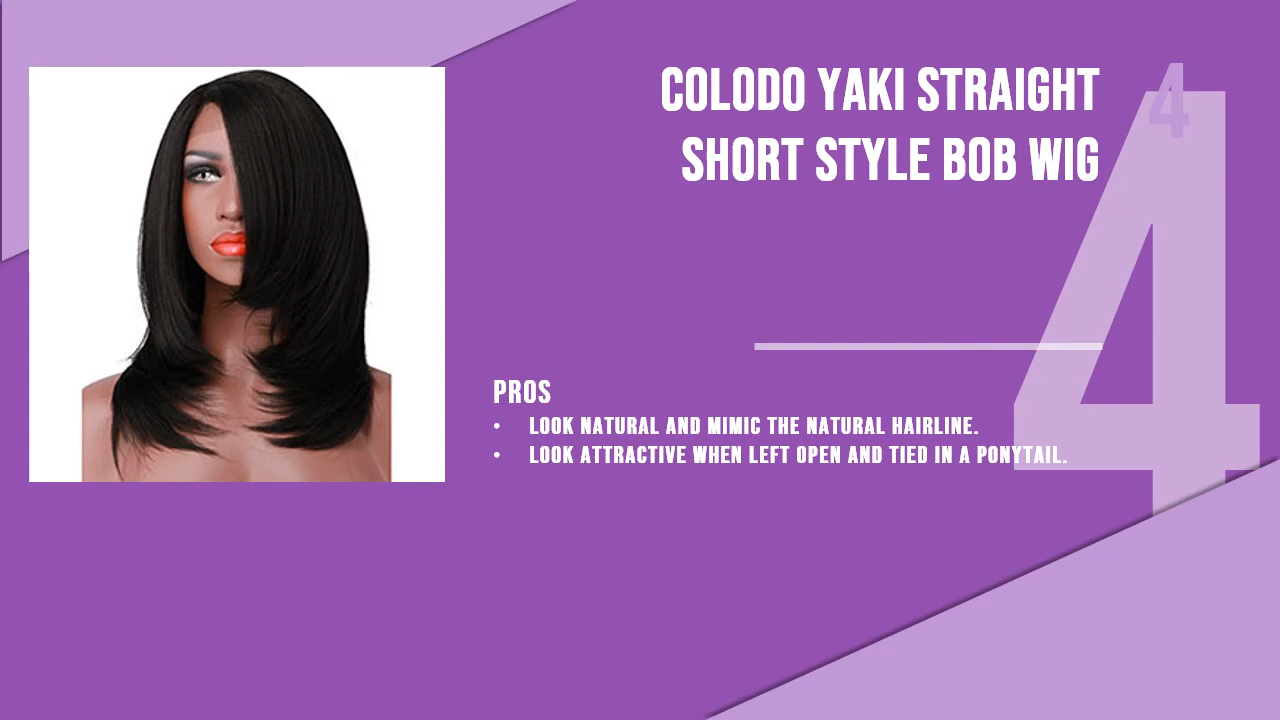 COLODO YAKI STRAIGHT
SHORT STYLE BOB WIG
4
4
PROS
• LOOK NATURAL AND MIMIC THE NATURAL HAIRLINE.
• LOOK ATTRACTIVE WHEN LEFT OPEN AND TIED IN A PONYTAIL.